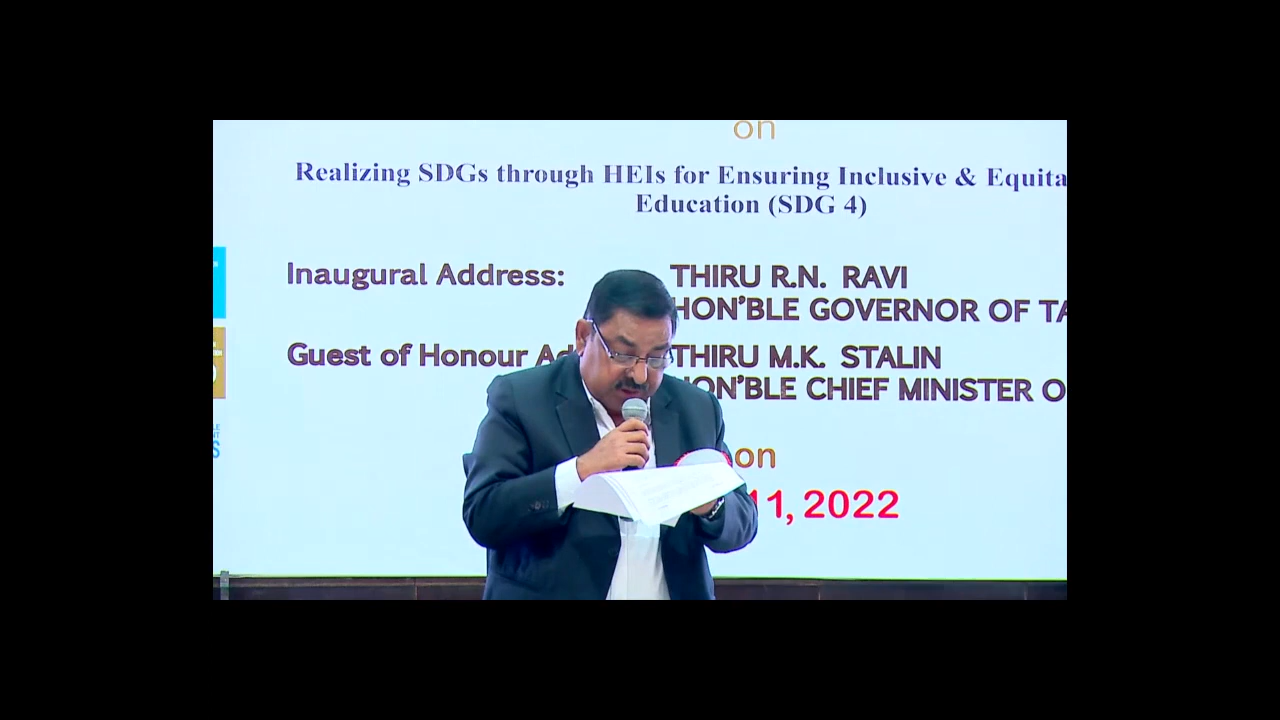 on
Realizing SDGs through HEIs for Ensuring Inclusive & Equita
Education (SDG 4)
Inaugural Address: THIRU R.N. RAVI
HON'BLE GOVERNOR OF TA
Guest of Honour Ad THIRU M.K. STALIN
HON'BLE CHIEF MINISTER O
on
11, 2022